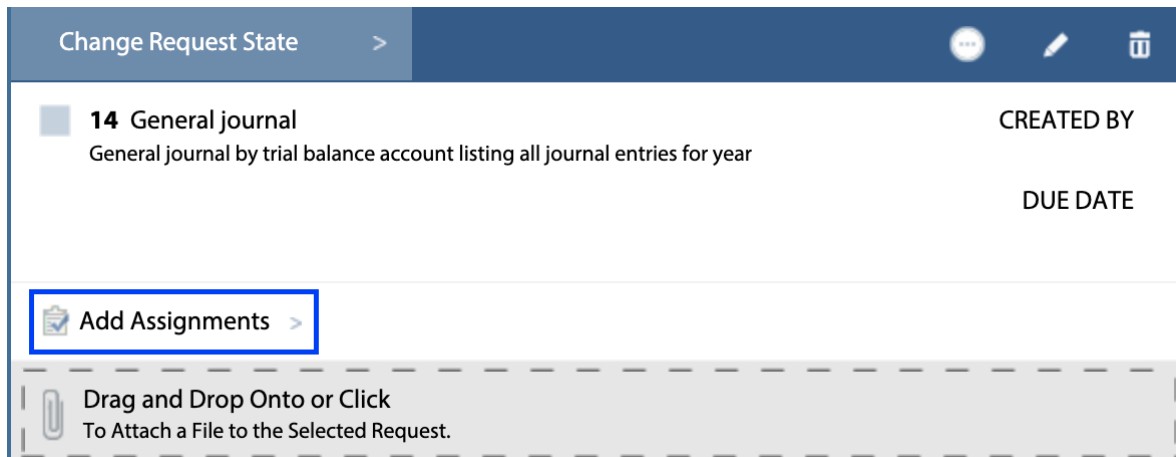 Change Request State >
14 General journal
CREATED BY
General journal by trial balance account listing all journal entries for year
DUE DATE
Add Assignments >
Drag and Drop Onto or Click
To Attach a File to the Selected Request.